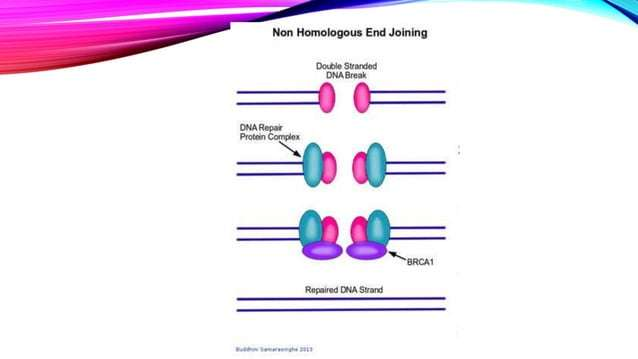 Non Homologous End Joining
Double Stranded
DNA Break
DNA Repair
Protein Complex
BRCA1
Repaired DNA Strand
Buddhini Samarasinghe 2013